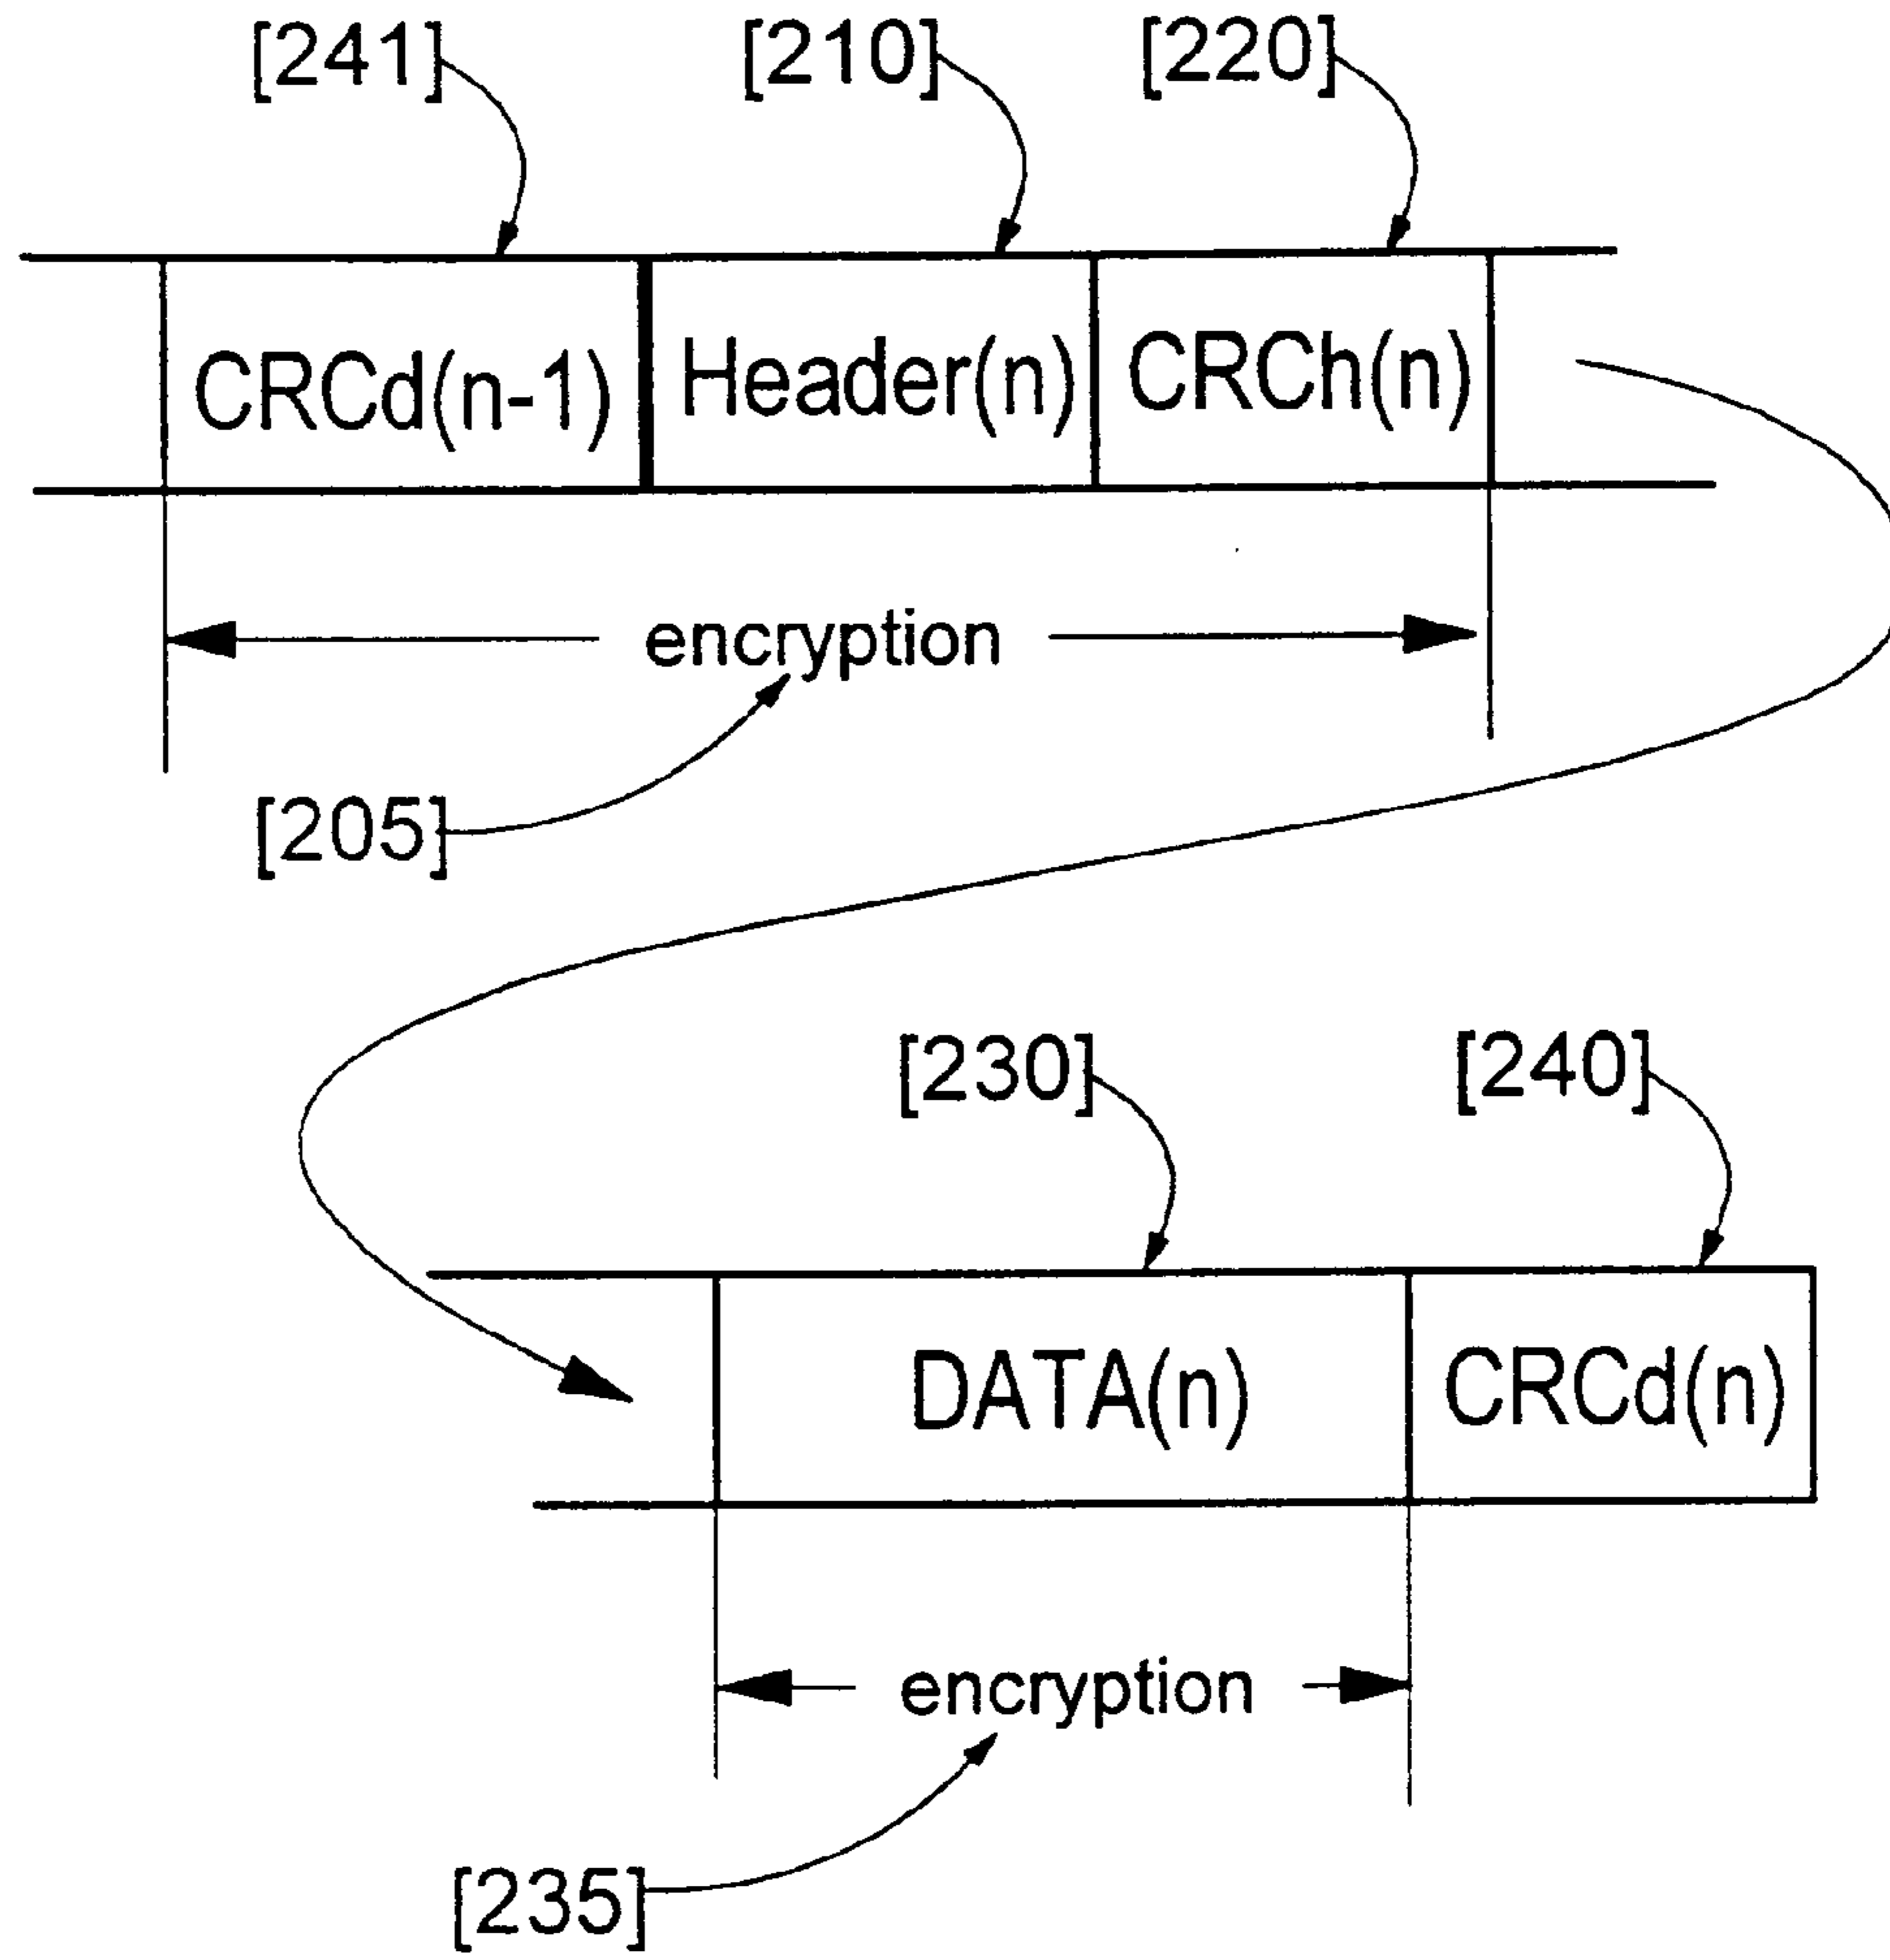 [241] [210] [220]
CRCd(n-1) Header(n) CRCh(n)
encryption
[205]
[230] [240]
DATA(n) CRCd(n)
encryption
[235]